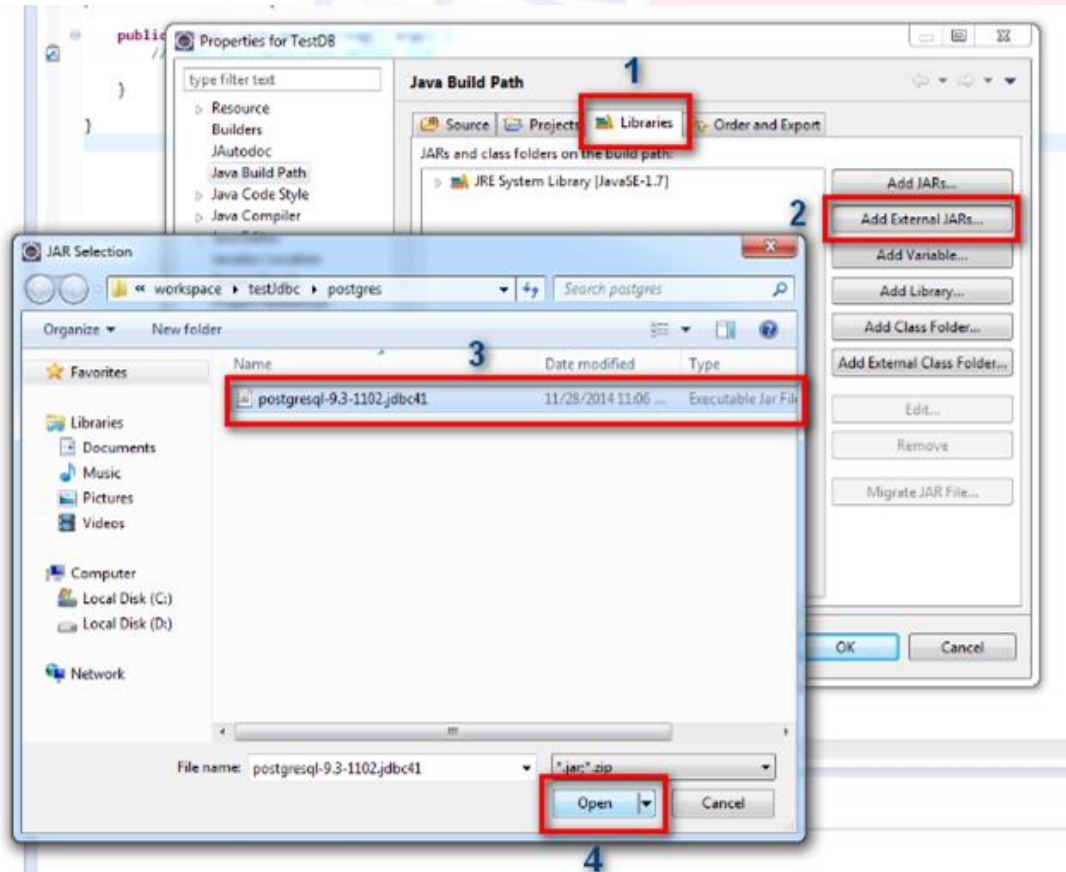 public
//
}
}
Properties for TestDB
type filter text
Resource
Builders
JAutodoc
Java Build Path
Java Code Style
Java Compiler
Java Build Path
1
Source
Projects
Libraries
Order and Export
JARs and class folders on the build path:
JRE System Library [JavaSE-1.7]
2
Add JARs...
Add External JARs...
Add Variable...
Add Library...
Add Class Folder...
Add External Class Folder...
Edit...
Remove
Migrate JAR File...
OK
Cancel
JAR Selection
« workspace ▸ testJdbc ▸ postgres
Search postgres
Organize
New folder
3
Name
Date modified
Type
postgresql-9.3-1102.jdbc41
11/28/2014 11:06 ...
Executable Jar File
Favorites
Libraries
Documents
Music
Pictures
Videos
Computer
Local Disk (C:)
Local Disk (D:)
Network
File name:
postgresql-9.3-1102.jdbc41
*.jar;*.zip
Open
Cancel
4